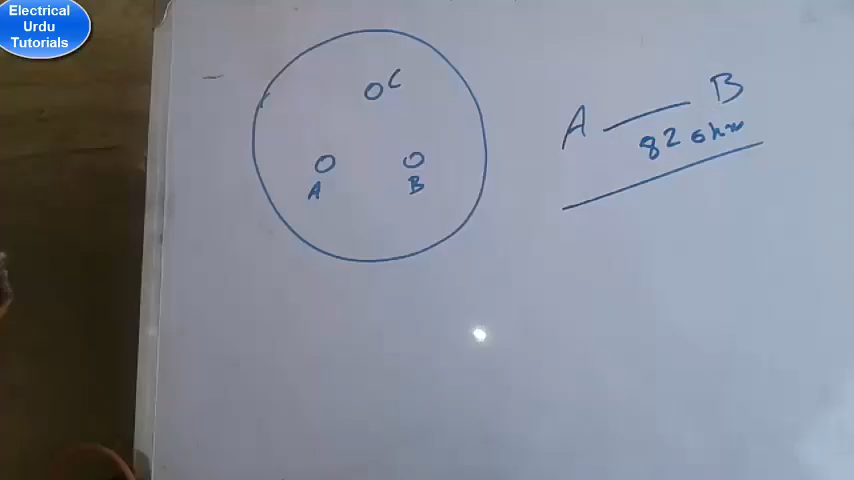 Electrical
Urdu
Tutorials
C
A
B
A — B
82 ohm